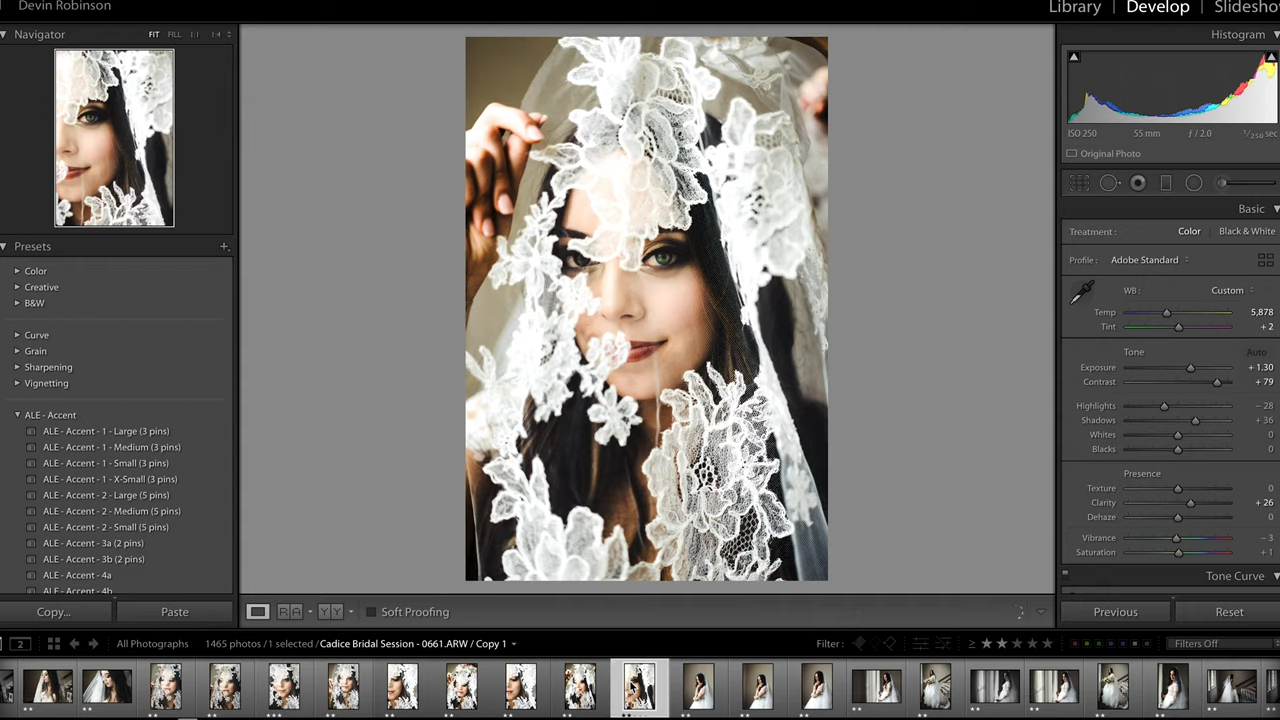 Devin Robinson
Library Develop Slidesho
Navigator FIT FILL 1:1 1:4
Histogram
ISO 250 55 mm ƒ / 2.0 1/250 sec
Original Photo
Basic
Treatment: Color Black & White
Profile: Adobe Standard
WB: Custom
Temp 5,878
Tint + 2
Tone Auto
Exposure + 1.30
Contrast + 79
Highlights − 28
Shadows + 36
Whites 0
Blacks 0
Presence
Texture 0
Clarity + 26
Dehaze 0
Vibrance − 3
Saturation + 1
Tone Curve
Presets +
Color
Creative
B&W
Curve
Grain
Sharpening
Vignetting
ALE - Accent
ALE - Accent - 1 - Large (3 pins)
ALE - Accent - 1 - Medium (3 pins)
ALE - Accent - 1 - Small (3 pins)
ALE - Accent - 1 - X-Small (3 pins)
ALE - Accent - 2 - Large (5 pins)
ALE - Accent - 2 - Medium (5 pins)
ALE - Accent - 2 - Small (5 pins)
ALE - Accent - 3a (2 pins)
ALE - Accent - 3b (2 pins)
ALE - Accent - 4a
ALE - Accent - 4b
Copy... Paste
R A Y Y Soft Proofing
Previous Reset
2 All Photographs 1465 photos / 1 selected / Cadice Bridal Session - 0661.ARW / Copy 1
Filter: ≥ ★★★★★ Filters Off